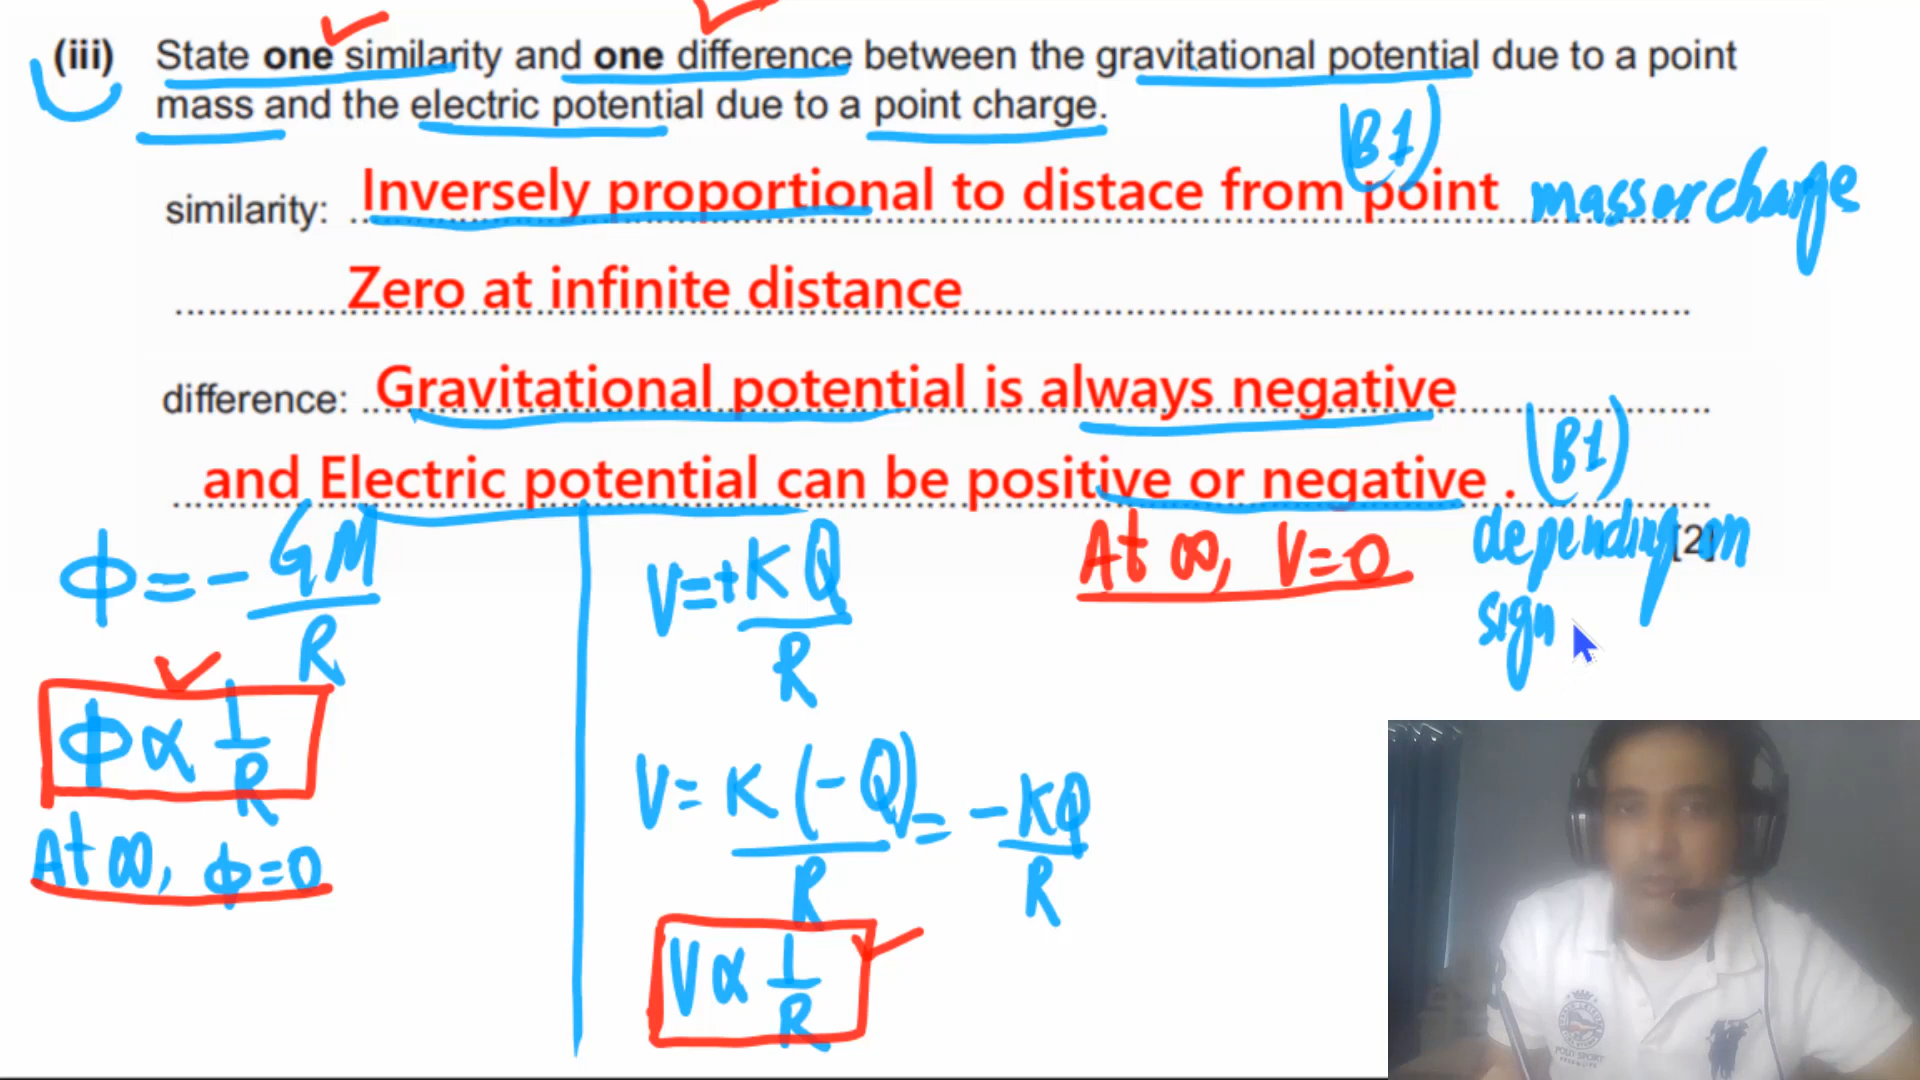 (iii) State one similarity and one difference between the gravitational potential due to a point
mass and the electric potential due to a point charge.
(B1)
similarity: Inversely proportional to distace from point mass or charge
Zero at infinite distance
difference: Gravitational potential is always negative
(B1)
and Electric potential can be positive or negative .
depending on
[2]
sign
Φ = - GM/R
Φ ∝ 1/R
At ∞, Φ = 0
V = + KQ/R
V = K(-Q)/R = - KQ/R
V ∝ 1/R
At ∞, V = 0
POLO SPORT